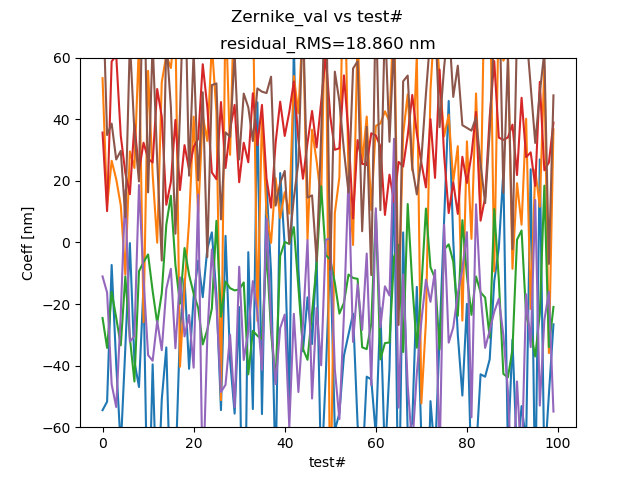 Zernike_val vs test#
residual_RMS=18.860 nm
60
40
20
0
−20
−40
−60
Coeff [nm]
0 20 40 60 80 100
test#